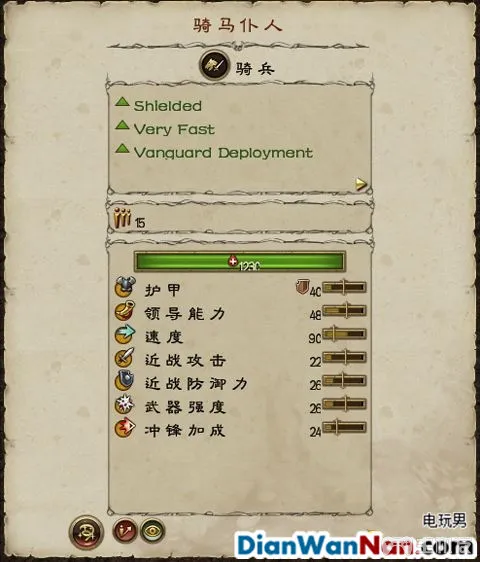 骑马仆人
骑兵
Shielded
Very Fast
Vanguard Deployment
15
1230
护甲 40
领导能力 48
速度 90
近战攻击 22
近战防御力 26
武器强度 26
冲锋加成 24
电玩男
DianWanNan.com